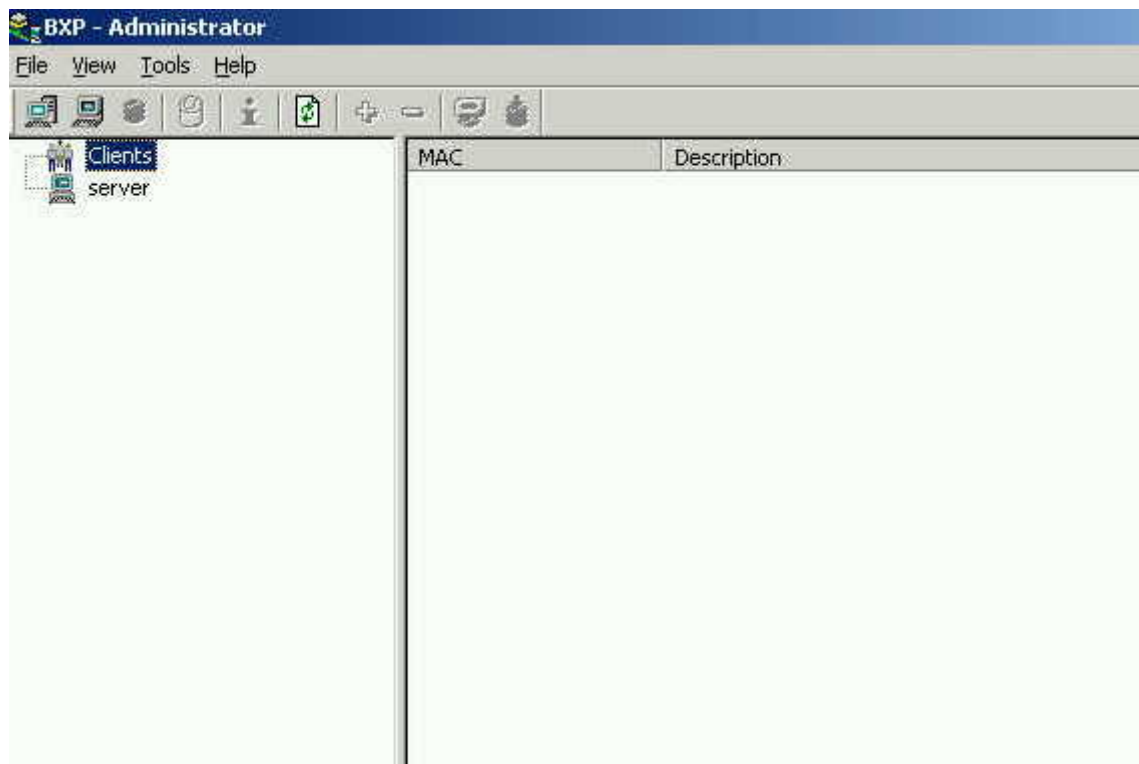 BXP - Administrator
File View Tools Help
Clients
server
MAC Description